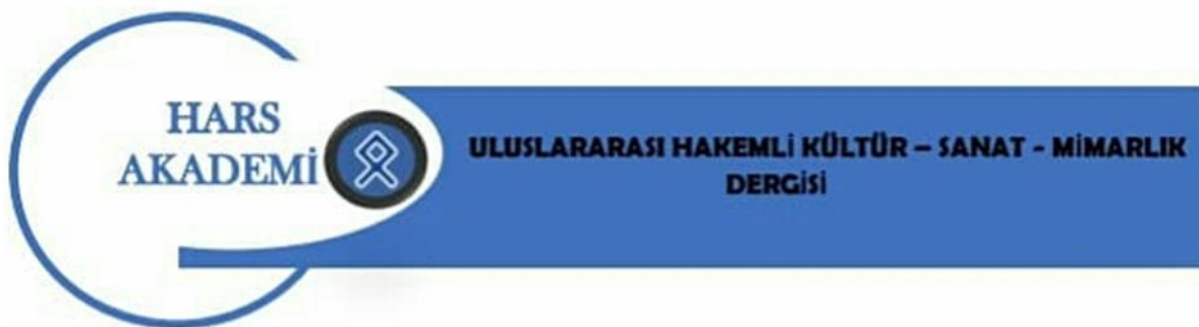 HARS
AKADEMİ
ULUSLARARASI HAKEMLİ KÜLTÜR – SANAT - MİMARLIK
DERGİSİ